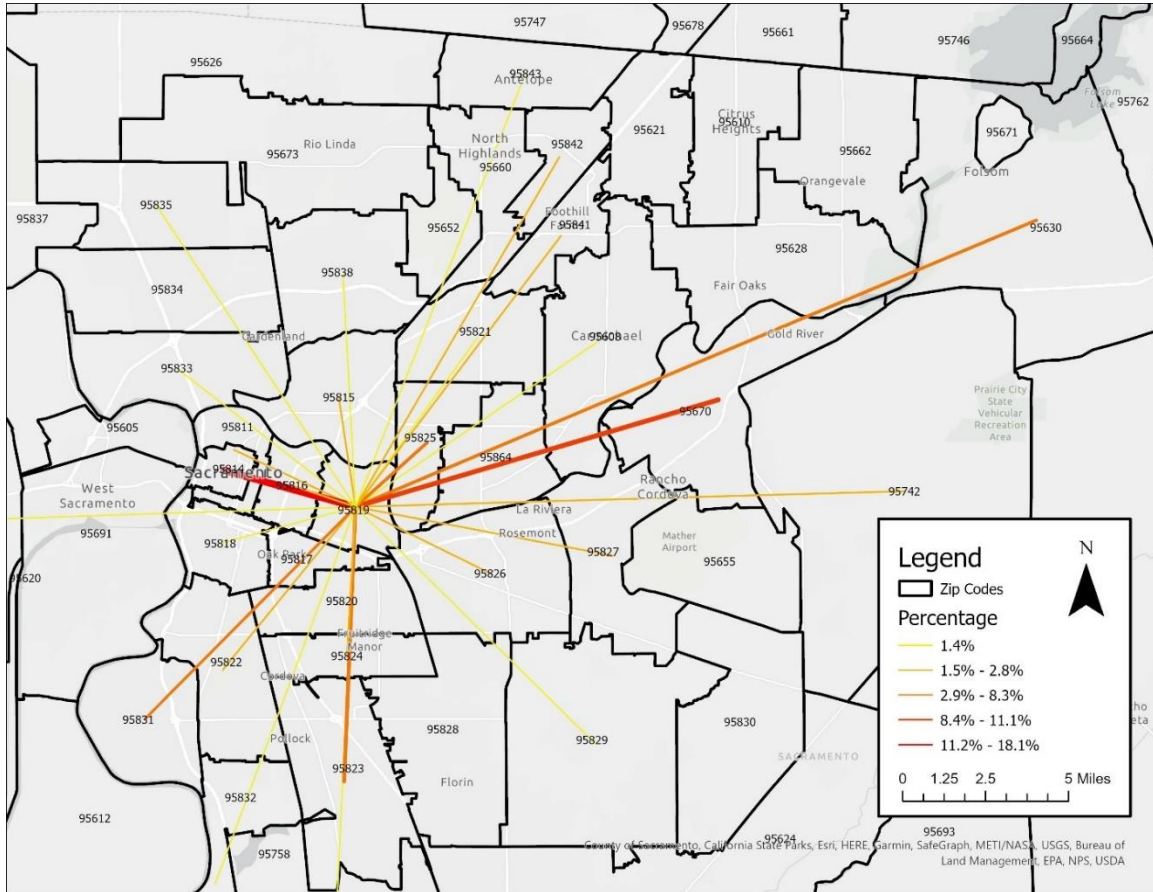 95747
95678
95661
95746
95664
95626
95843
Antelope
Folsom
Lake
95762
Citrus
95610
Heights
95621
95671
North
Highlands
95842
Rio Linda
95673
95660
95662
Orangevale
Folsom
95835
95837
95652
Foothill
95841
95630
95628
95838
95834
Fair Oaks
95821
Gardenland
Carmichael
95608
Gold River
95833
Prairie City
State
Vehicular
Recreation
Area
95815
95670
95605
95811
95825
95864
95814
Sacramento
95816
West
Sacramento
Rancho
Cordova
95742
95819
La Riviera
95691
Rosemont
Mather
Airport
95818
Oak Park
95817
95827
95655
95620
95826
95820
Fruitridge
Manor
95824
95822
95831
Pollock
95828
95829
95830
SACRAMENTO
95823
Florin
95832
95612
95758
95624
95693
Legend
N
Zip Codes
Percentage
1.4%
1.5% - 2.8%
2.9% - 8.3%
8.4% - 11.1%
11.2% - 18.1%
0 1.25 2.5 5 Miles
County of Sacramento, California State Parks, Esri, HERE, Garmin, SafeGraph, METI/NASA, USGS, Bureau of
Land Management, EPA, NPS, USDA